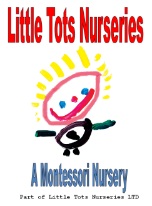 Little Tots Nurseries
A Montessori Nursery
Part of Little Tots Nurseries LTD